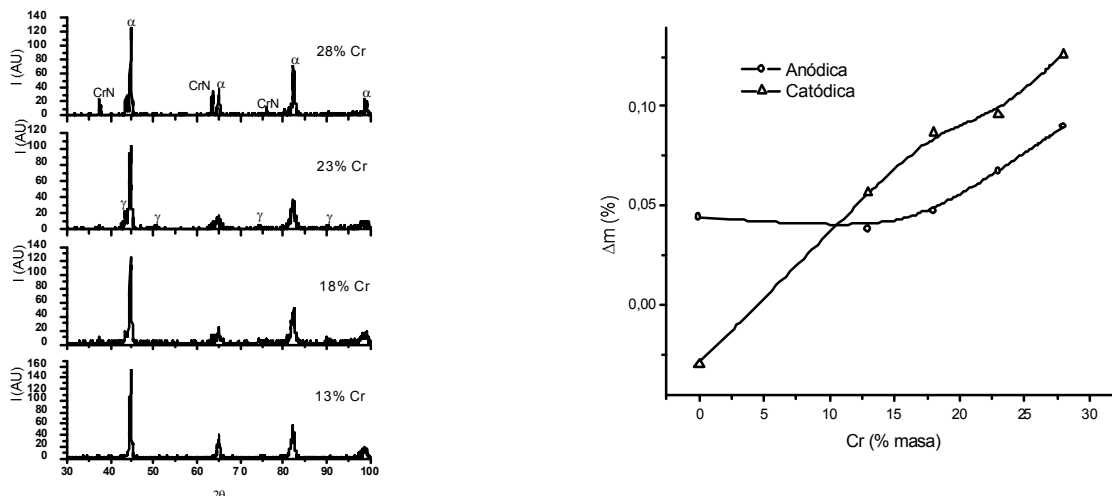 140
120
100
80
60
40
20
0
I (AU)
α
28% Cr
CrN
CrN
α
α
CrN
α
120
100
80
60
40
20
0
I (AU)
23% Cr
γ
γ
γ
γ
140
120
100
80
60
40
20
0
I (AU)
18% Cr
160
140
120
100
80
60
40
20
0
I (AU)
13% Cr
30 40 50 60 70 80 90 100
2θ
Anódica
Catódica
0,10
0,05
0,00
Δm (%)
0 5 10 15 20 25 30
Cr (% masa)